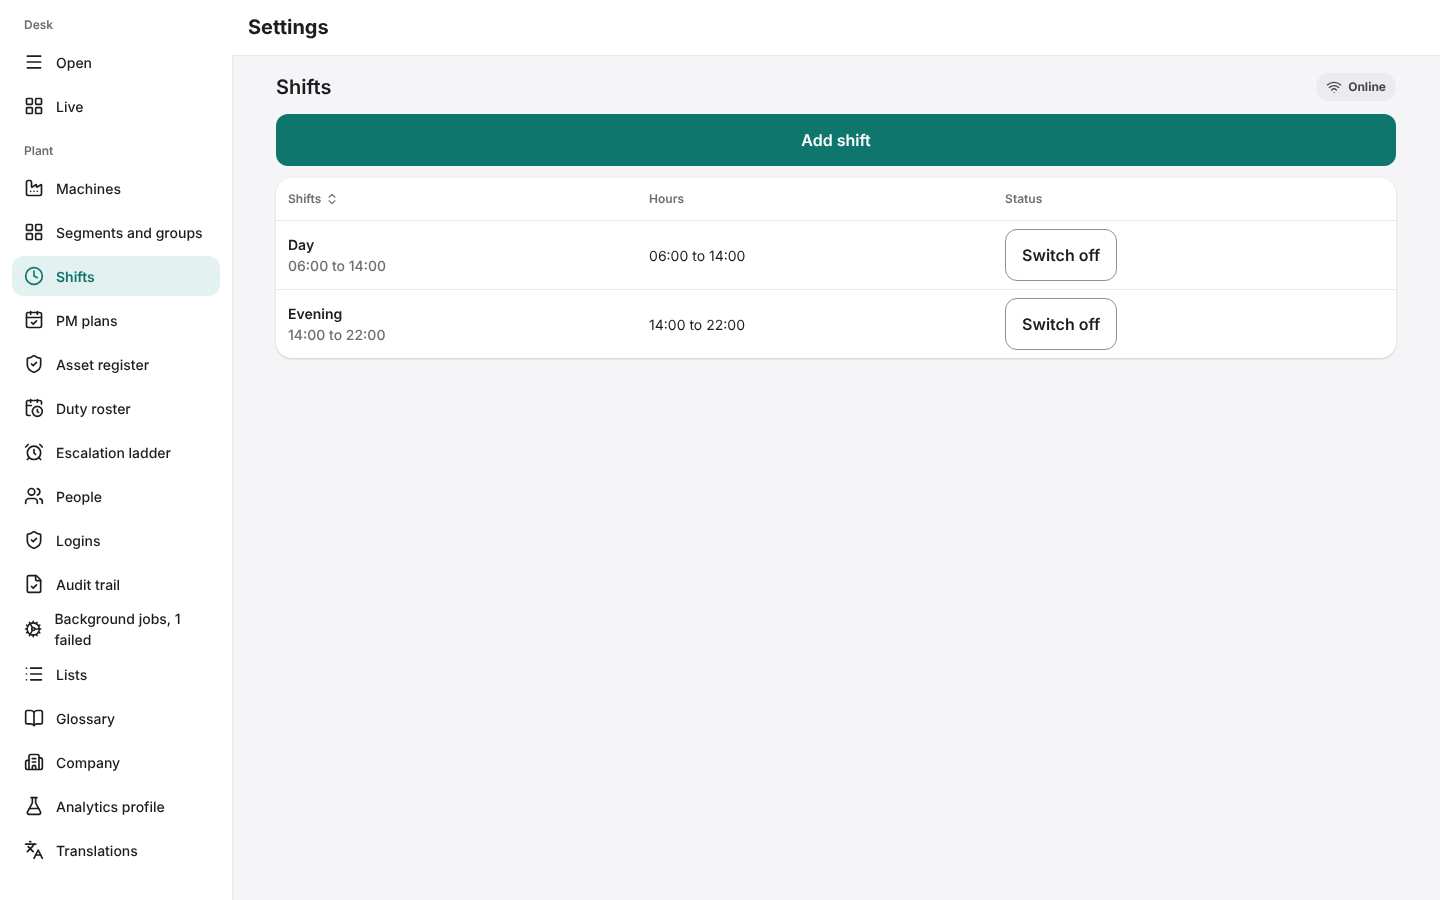 Desk
Open
Live
Plant
Machines
Segments and groups
Shifts
PM plans
Asset register
Duty roster
Escalation ladder
People
Logins
Audit trail
Background jobs, 1
failed
Lists
Glossary
Company
Analytics profile
Translations
Settings
Shifts
Online
Add shift
Shifts Hours Status
Day
06:00 to 14:00
06:00 to 14:00
Switch off
Evening
14:00 to 22:00
14:00 to 22:00
Switch off